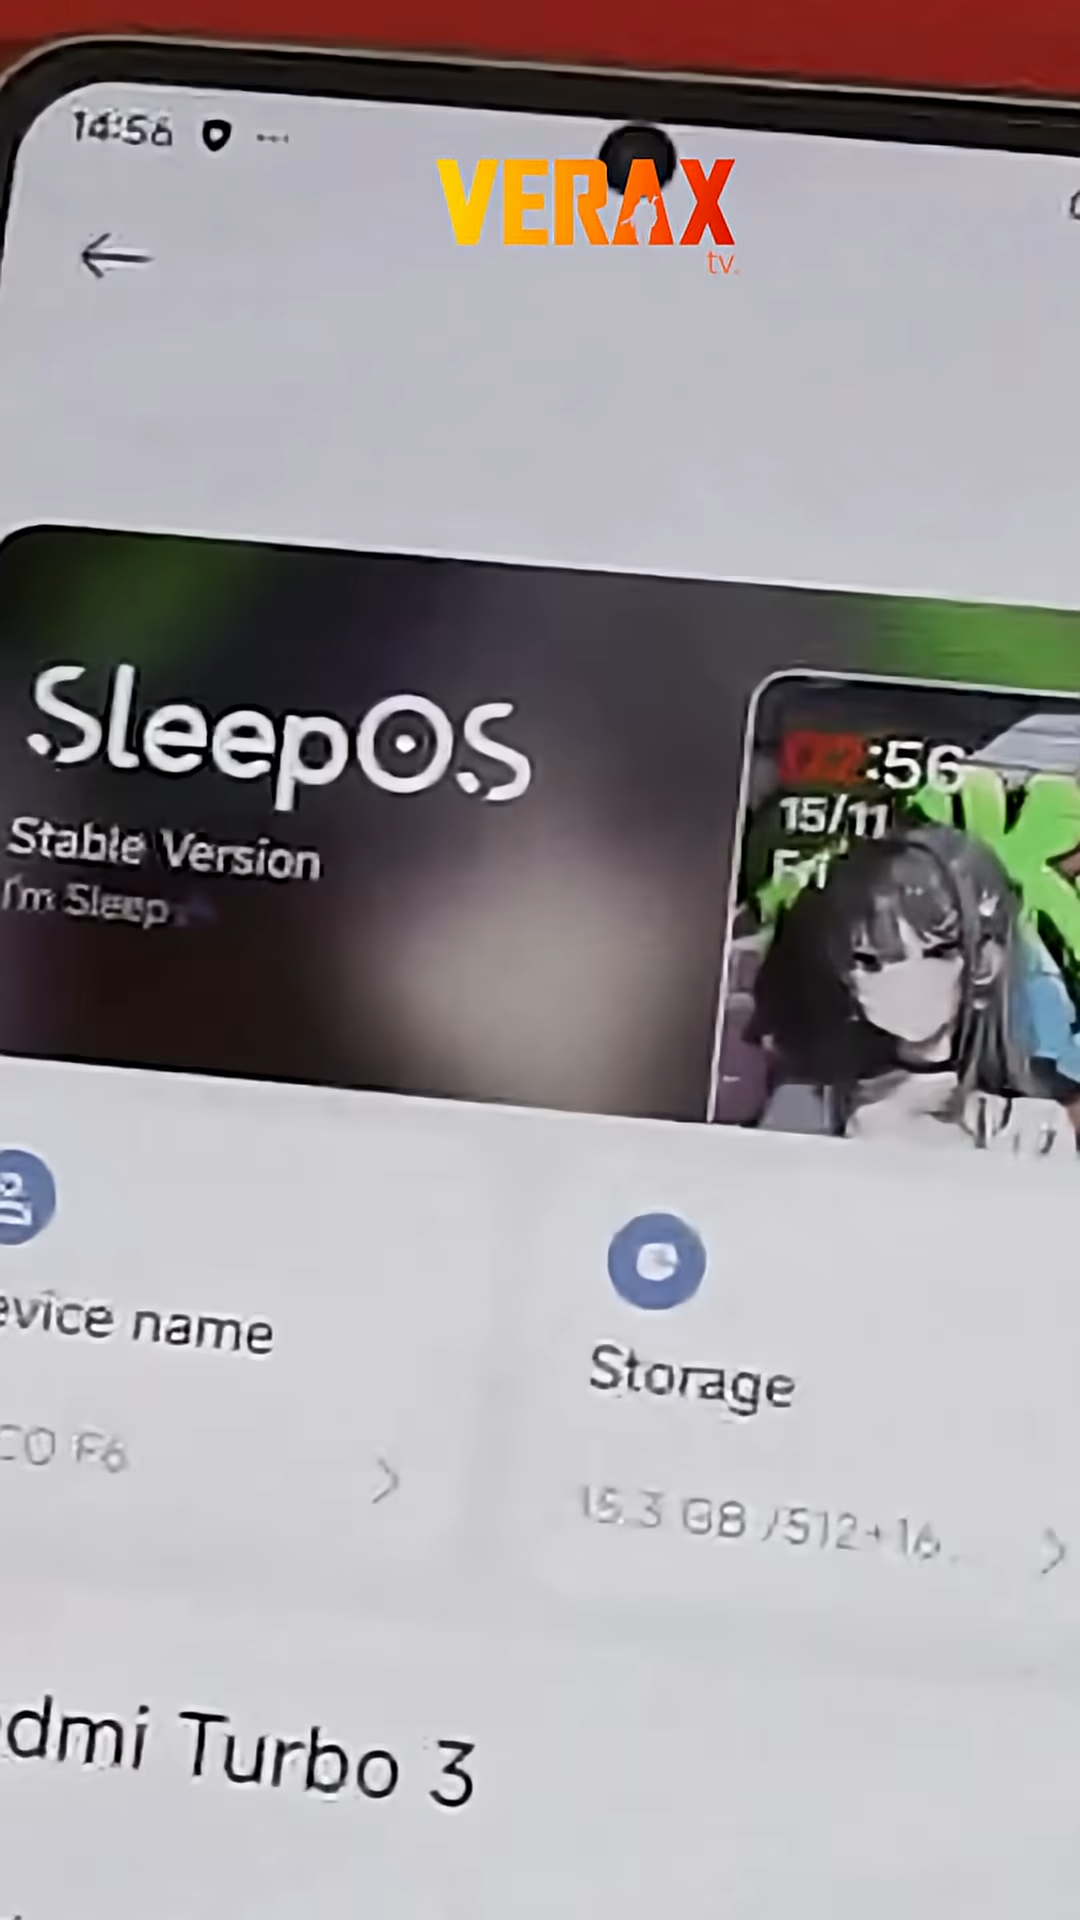 14:56
VERAX
tv.
SleepOS
Stable Version
I'm Sleep
02:56
15/11
Fri
evice name
Storage
CO F6
15.3 GB /512+16...
dmi Turbo 3